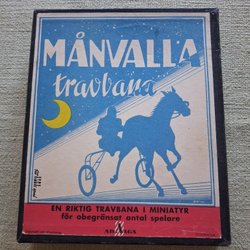 MÅNVALLA
travbana
EN RIKTIG TRAVBANA I MINIATYR
för obegränsat antal spelare